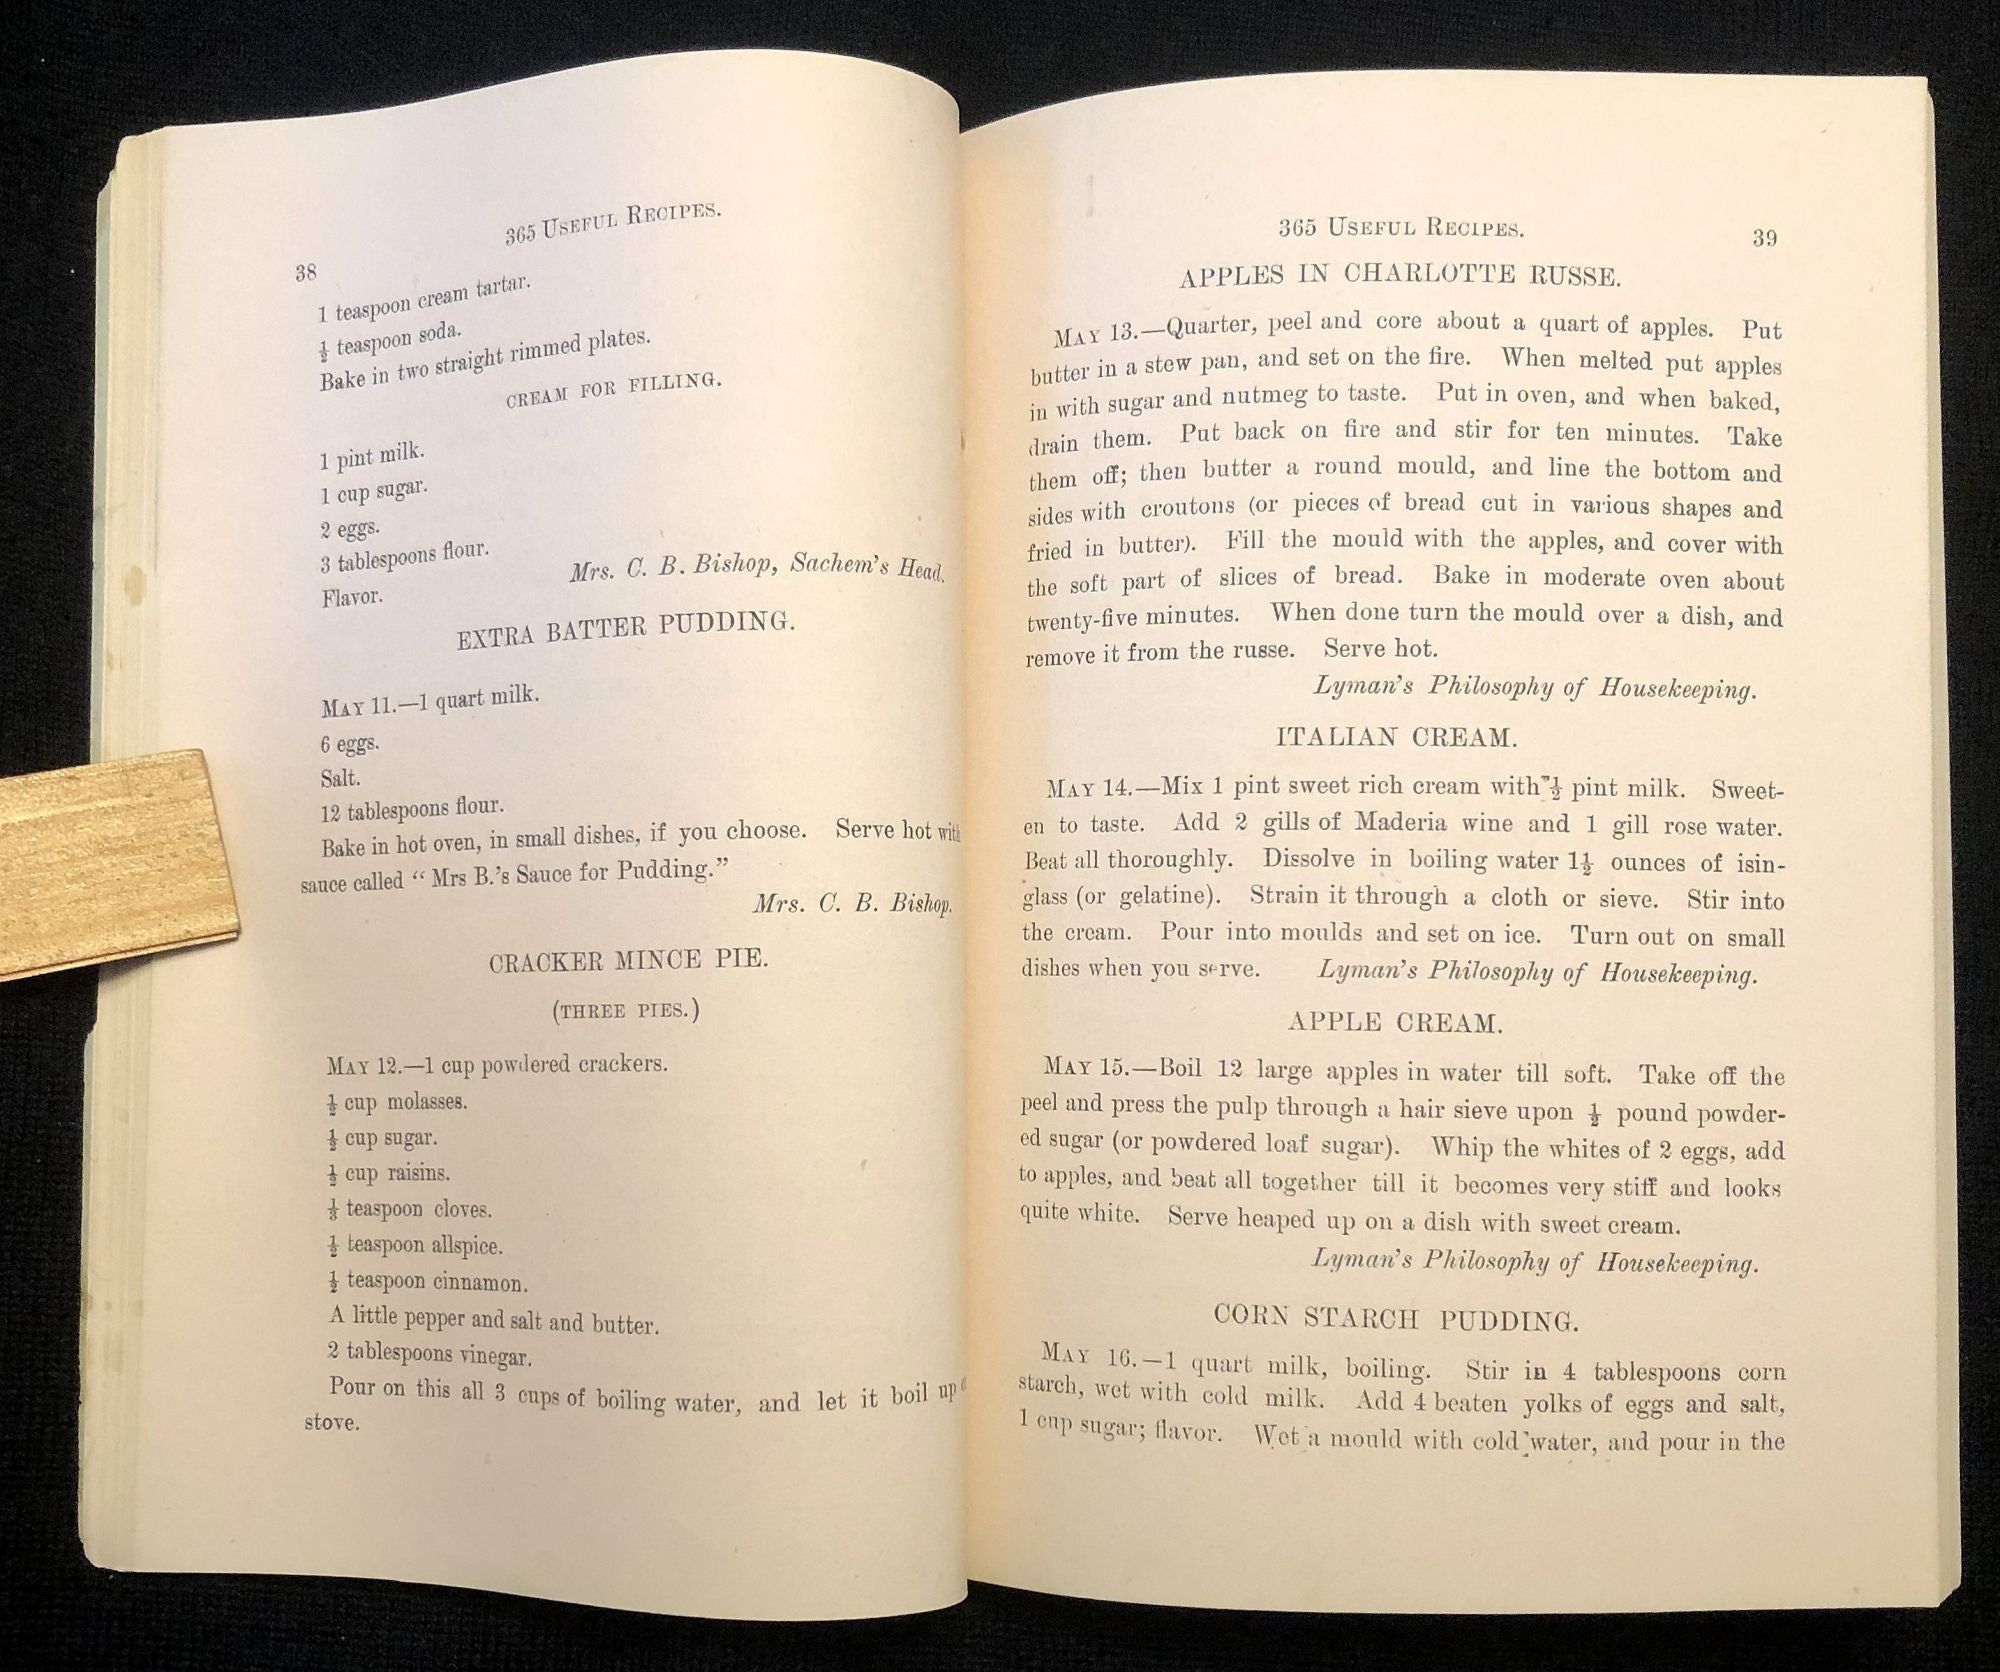 365 USEFUL RECIPES.
38
1 teaspoon cream tartar.
½ teaspoon soda.
Bake in two straight rimmed plates.
CREAM FOR FILLING.
1 pint milk.
1 cup sugar.
2 eggs.
3 tablespoons flour.
Flavor.
Mrs. C. B. Bishop, Sachem's Head.
EXTRA BATTER PUDDING.
MAY 11.—1 quart milk.
6 eggs.
Salt.
12 tablespoons flour.
Bake in hot oven, in small dishes, if you choose. Serve hot with
sauce called “ Mrs B.'s Sauce for Pudding.”
Mrs. C. B. Bishop.
CRACKER MINCE PIE.
(THREE PIES.)
MAY 12.—1 cup powdered crackers.
½ cup molasses.
½ cup sugar.
½ cup raisins.
⅓ teaspoon cloves.
½ teaspoon allspice.
½ teaspoon cinnamon.
A little pepper and salt and butter.
2 tablespoons vinegar.
Pour on this all 3 cups of boiling water, and let it boil up
stove.
365 USEFUL RECIPES.
39
APPLES IN CHARLOTTE RUSSE.
MAY 13.—Quarter, peel and core about a quart of apples. Put
butter in a stew pan, and set on the fire. When melted put apples
in with sugar and nutmeg to taste. Put in oven, and when baked,
drain them. Put back on fire and stir for ten minutes. Take
them off; then butter a round mould, and line the bottom and
sides with croutons (or pieces of bread cut in various shapes and
fried in butter). Fill the mould with the apples, and cover with
the soft part of slices of bread. Bake in moderate oven about
twenty-five minutes. When done turn the mould over a dish, and
remove it from the russe. Serve hot.
Lyman's Philosophy of Housekeeping.
ITALIAN CREAM.
MAY 14.—Mix 1 pint sweet rich cream with ½ pint milk. Sweet-
en to taste. Add 2 gills of Maderia wine and 1 gill rose water.
Beat all thoroughly. Dissolve in boiling water 1½ ounces of isin-
glass (or gelatine). Strain it through a cloth or sieve. Stir into
the cream. Pour into moulds and set on ice. Turn out on small
dishes when you serve. Lyman's Philosophy of Housekeeping.
APPLE CREAM.
MAY 15.—Boil 12 large apples in water till soft. Take off the
peel and press the pulp through a hair sieve upon ½ pound powder-
ed sugar (or powdered loaf sugar). Whip the whites of 2 eggs, add
to apples, and beat all together till it becomes very stiff and looks
quite white. Serve heaped up on a dish with sweet cream.
Lyman's Philosophy of Housekeeping.
CORN STARCH PUDDING.
MAY 16.—1 quart milk, boiling. Stir in 4 tablespoons corn
starch, wet with cold milk. Add 4 beaten yolks of eggs and salt,
1 cup sugar; flavor. Wet a mould with cold water, and pour in the